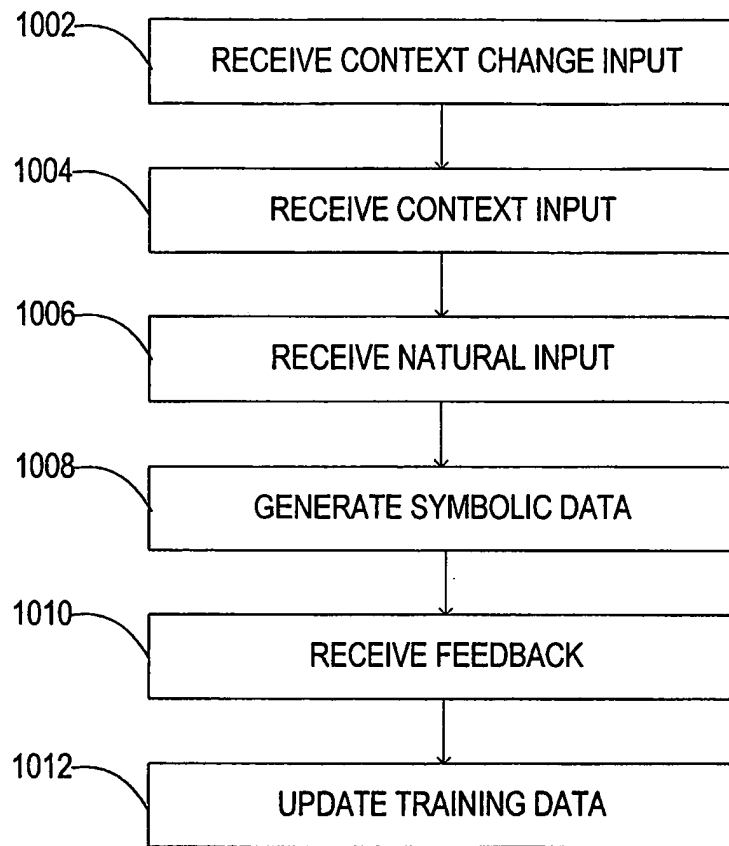 1002
RECEIVE CONTEXT CHANGE INPUT
1004
RECEIVE CONTEXT INPUT
1006
RECEIVE NATURAL INPUT
1008
GENERATE SYMBOLIC DATA
1010
RECEIVE FEEDBACK
1012
UPDATE TRAINING DATA